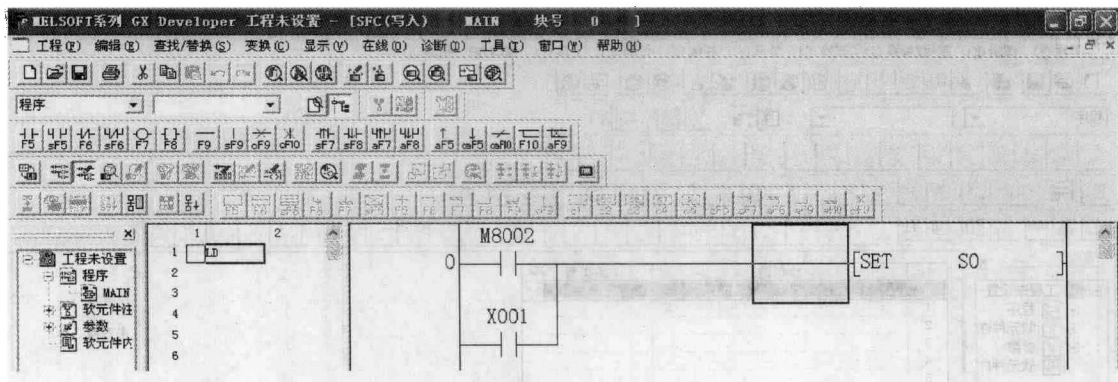 MELSOFT系列 GX Developer 工程未设置 - [SFC(写入) MAIN 块号 0 ]
工程(F) 编辑(E) 查找/替换(S) 变换(C) 显示(V) 在线(O) 诊断(D) 工具(T) 窗口(W) 帮助(H)
程序
F5 sF5 F6 sF6 F7 F8 F9 sF9 cF9 cF10 sF7 sF8 aF7 aF8 aF5 caF5 caF10 F10 aF9
1 2
M8002
1 LD
0
SET S0
工程未设置
2
程序
3
MAIN
软元件注
4
X001
参数
5
软元件内
6